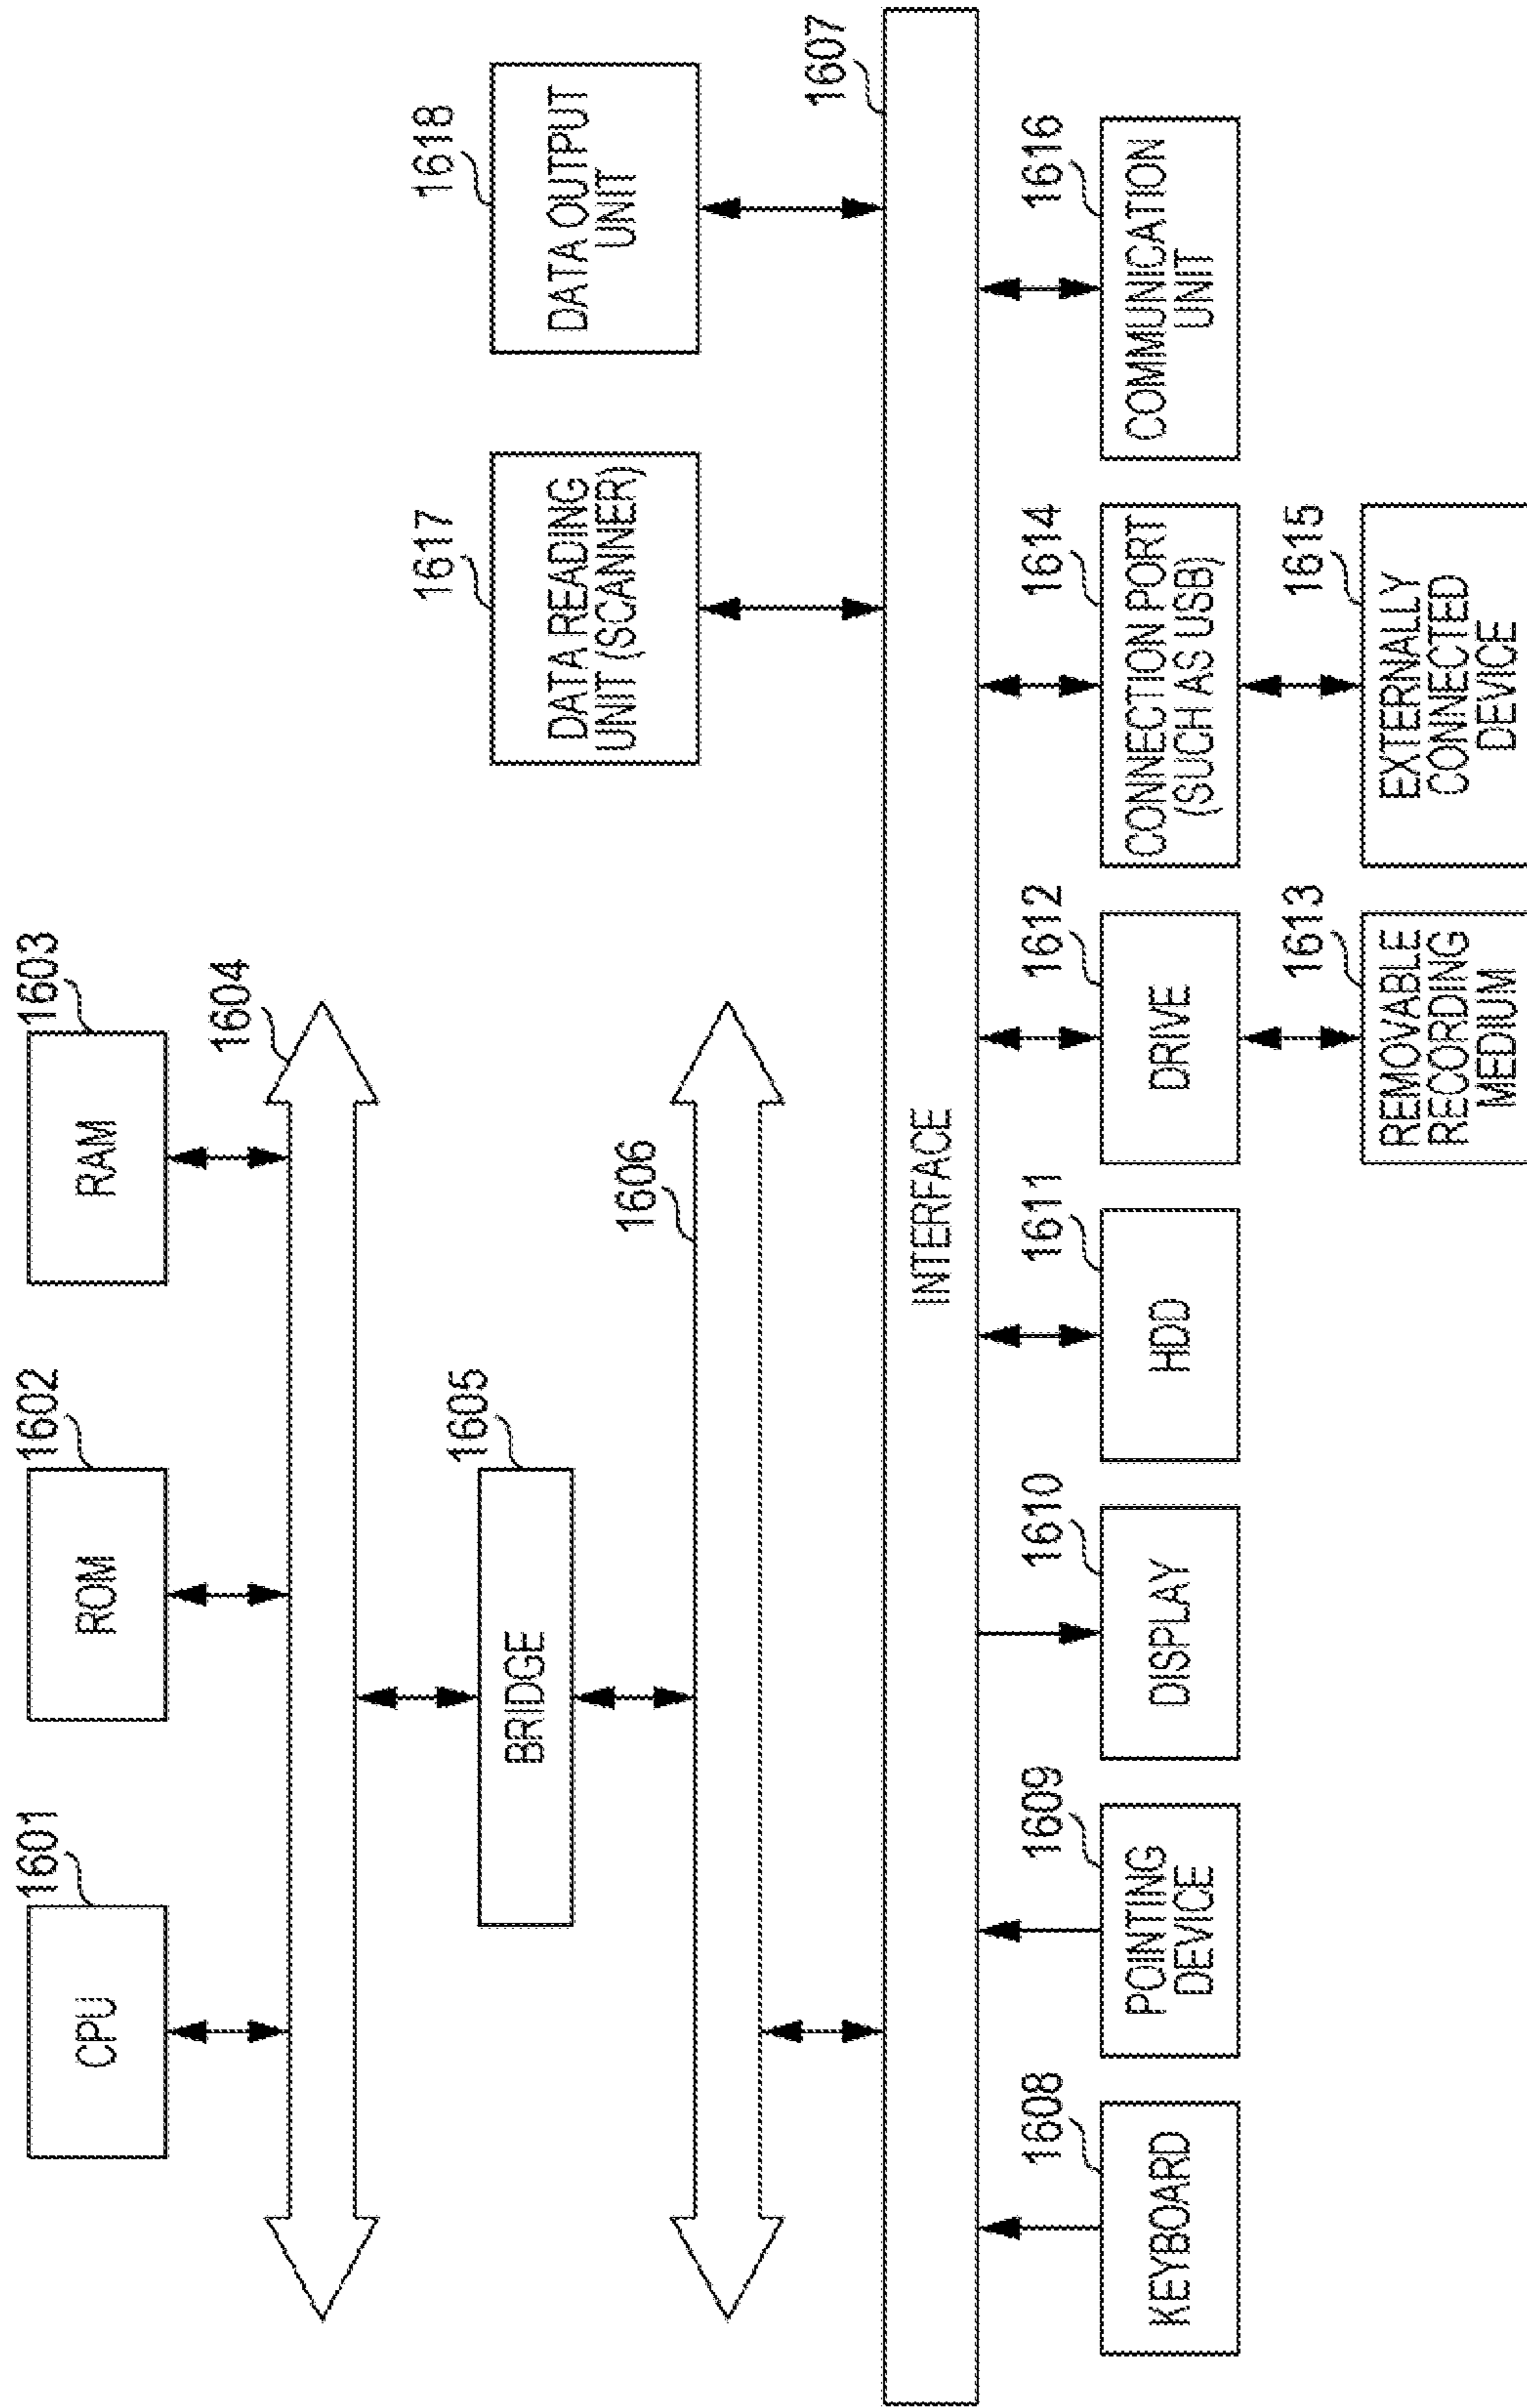 1601
CPU
1602
ROM
1603
RAM
1604
1605
BRIDGE
1606
1617
DATA READING
UNIT (SCANNER)
1618
DATA OUTPUT
UNIT
1607
INTERFACE
1608
KEYBOARD
1609
POINTING
DEVICE
1610
DISPLAY
1611
HDD
1612
DRIVE
1614
CONNECTION PORT
(SUCH AS USB)
1616
COMMUNICATION
UNIT
1613
REMOVABLE
RECORDING
MEDIUM
1615
EXTERNALLY
CONNECTED
DEVICE